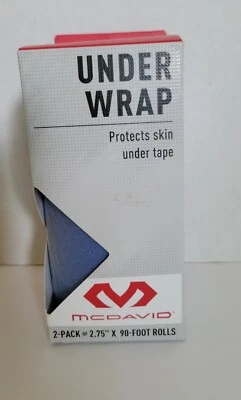 UNDER
WRAP
Protects skin
under tape
McDAVID
2-PACK - 2.75" X 90-FOOT ROLLS